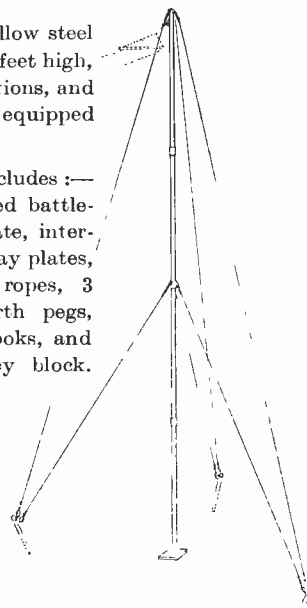 llow steel
feet high,
tions, and
equipped
cludes :—
ed battle-
ate, inter-
ay plates,
ropes, 3
rth pegs,
ooks, and
ey block.